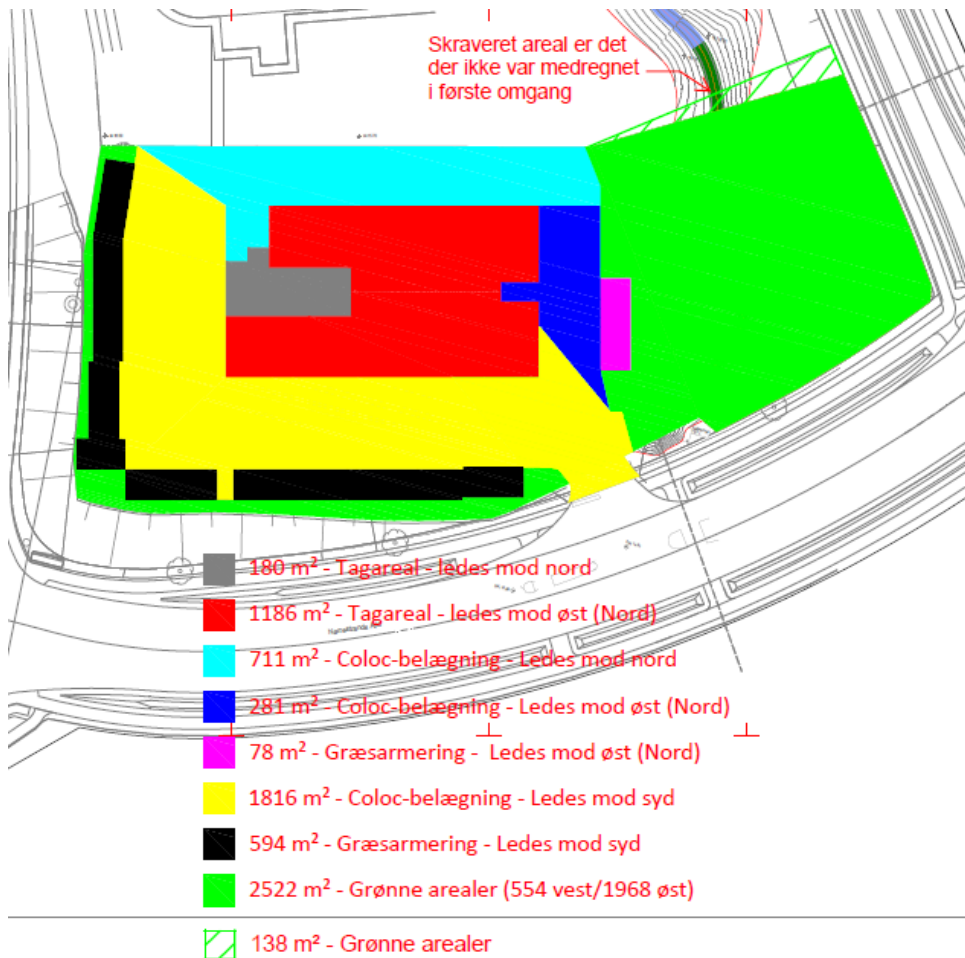 Skraveret areal er det
der ikke var medregnet
i første omgang
180 m² - Tagareal - ledes mod nord
1186 m² - Tagareal - ledes mod øst (Nord)
711 m² - Coloc-belægning - Ledes mod nord
281 m² - Coloc-belægning - Ledes mod øst (Nord)
78 m² - Græsarmering - Ledes mod øst (Nord)
1816 m² - Coloc-belægning - Ledes mod syd
594 m² - Græsarmering - Ledes mod syd
2522 m² - Grønne arealer (554 vest/1968 øst)
138 m² - Grønne arealer